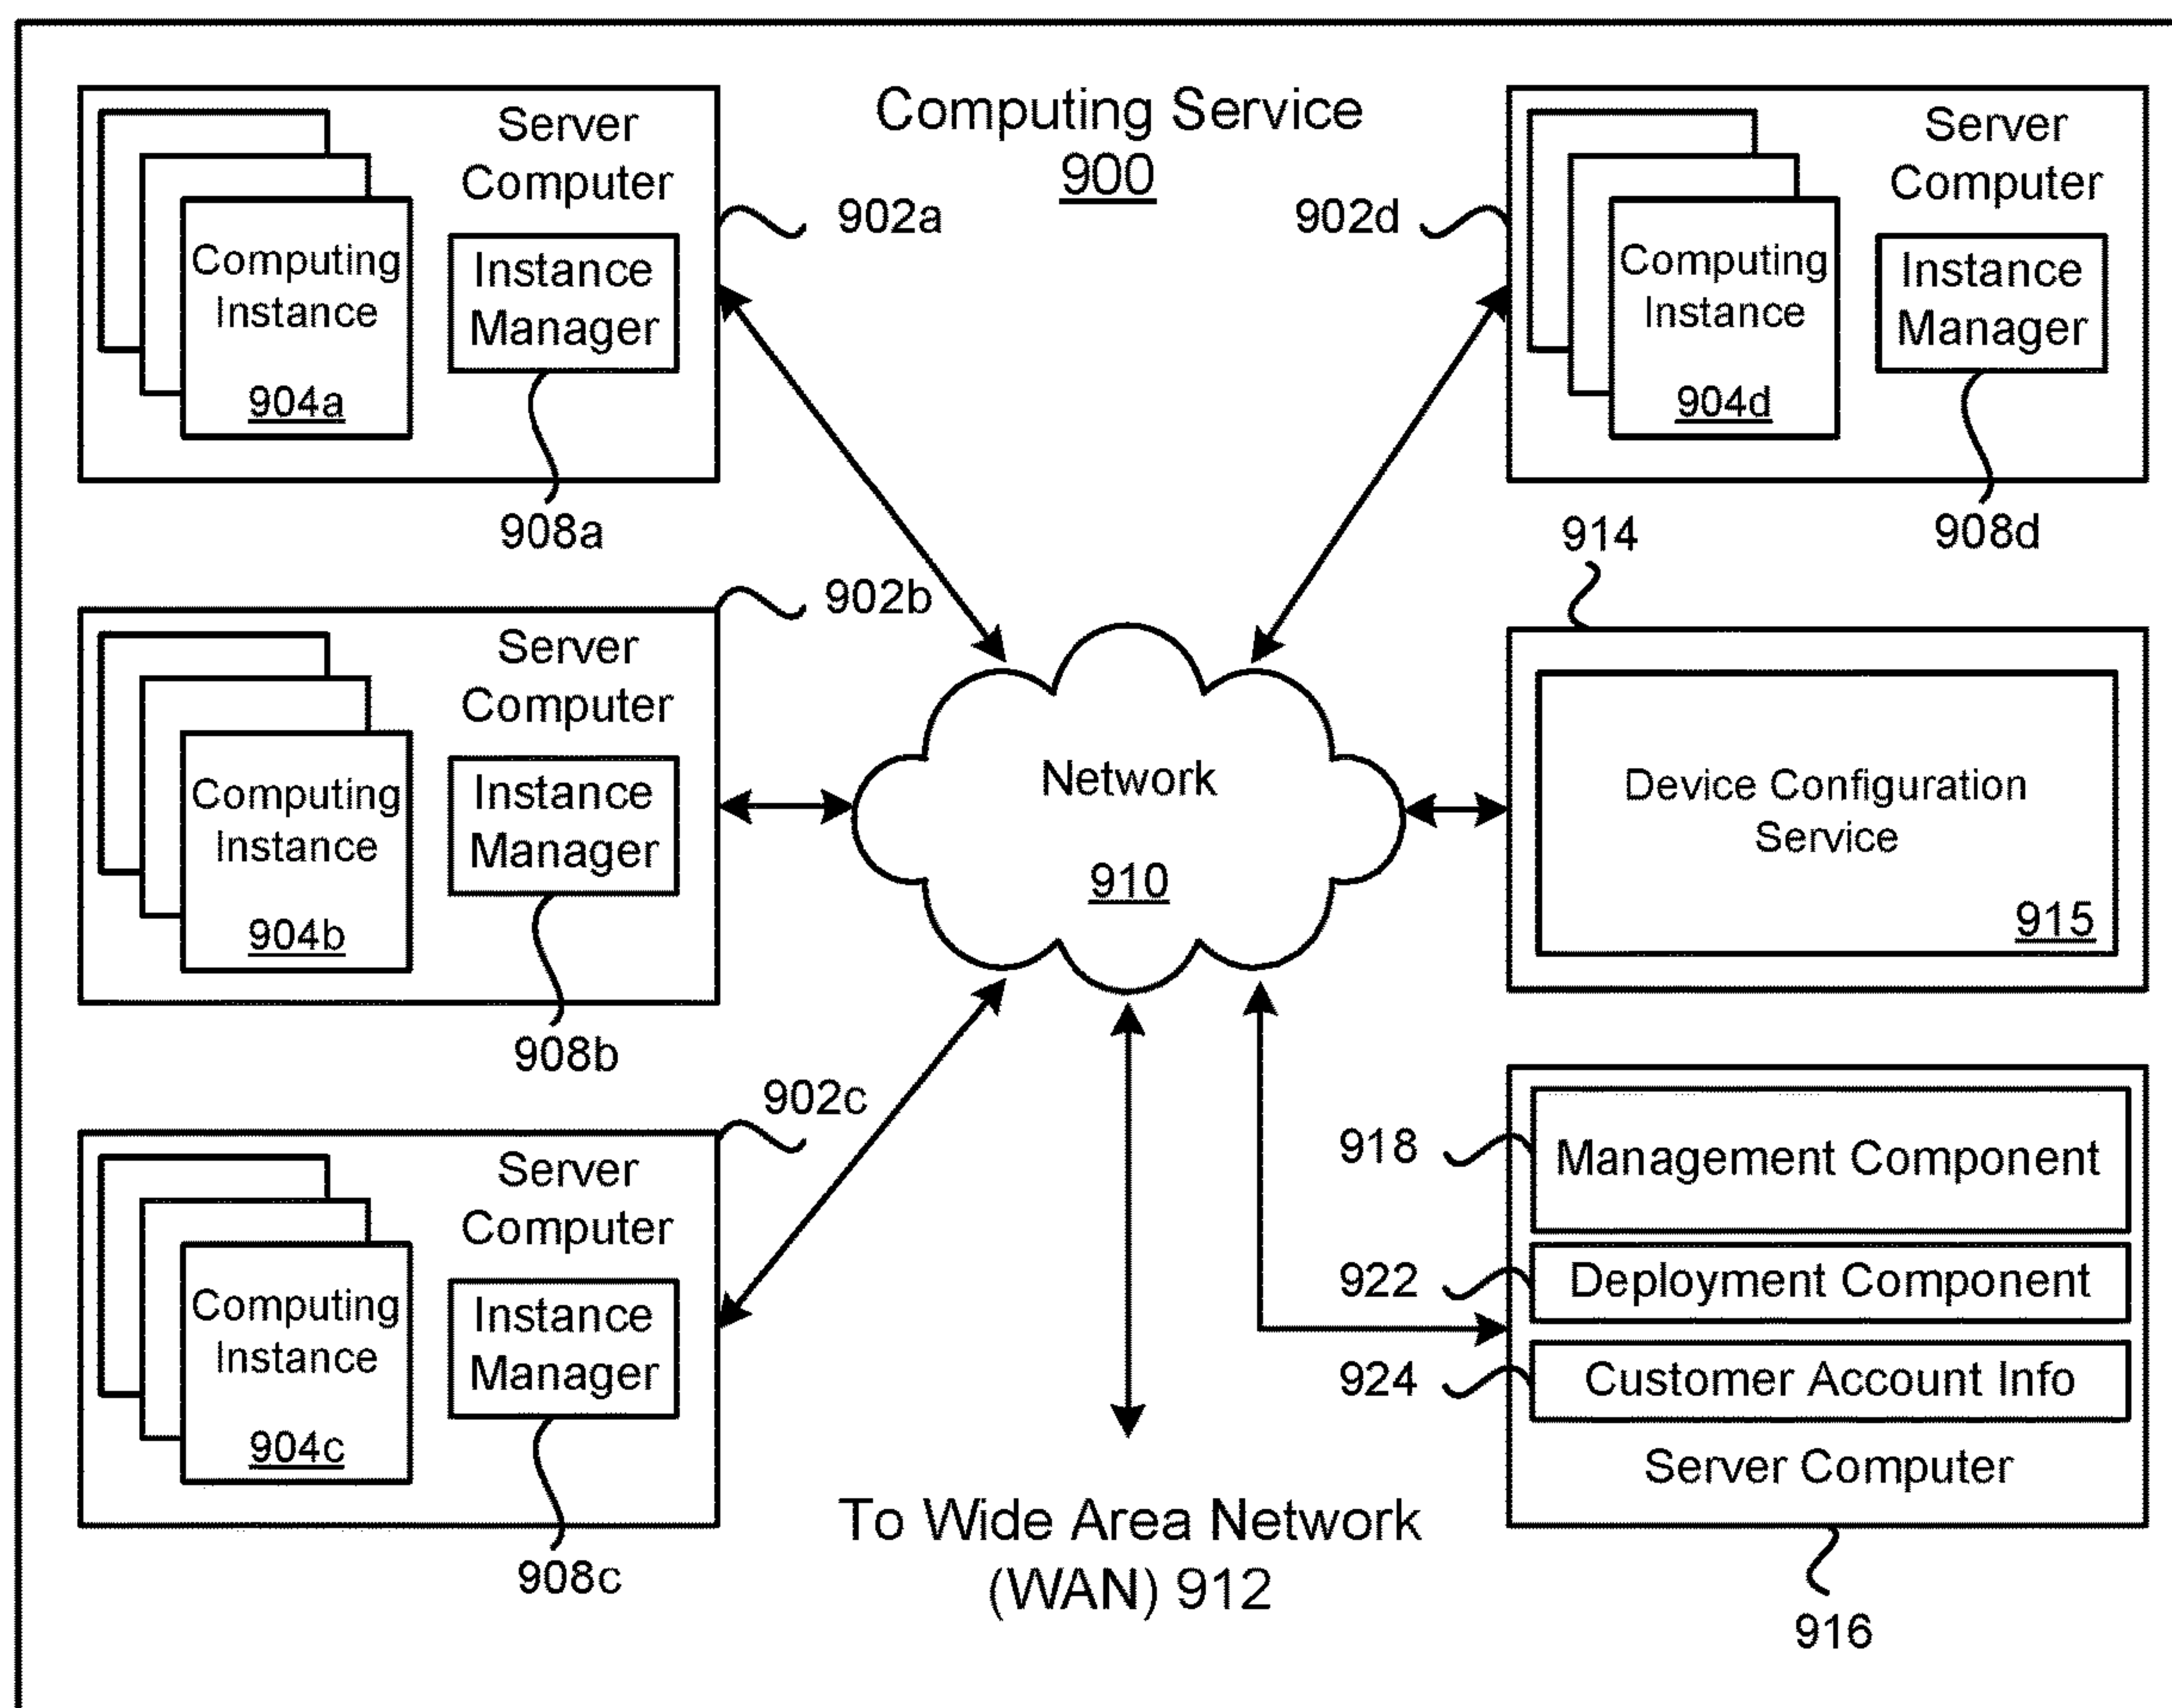 Computing Service
900
Server
Computer
Computing
Instance
904a
Instance
Manager
902a
908a
Server
Computer
Computing
Instance
904d
Instance
Manager
902d
908d
Server
Computer
Computing
Instance
904b
Instance
Manager
902b
908b
Network
910
914
Device Configuration
Service
915
Server
Computer
Computing
Instance
904c
Instance
Manager
902c
908c
To Wide Area Network
(WAN) 912
918
Management Component
922
Deployment Component
924
Customer Account Info
Server Computer
916